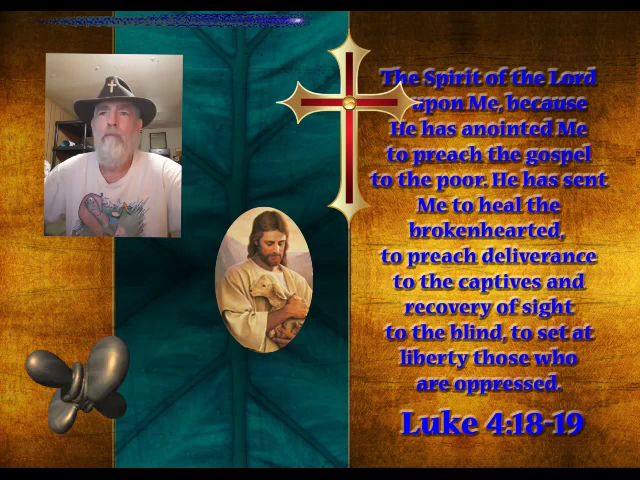 The Spirit of the Lord
upon Me, because
He has anointed Me
to preach the gospel
to the poor. He has sent
Me to heal the
brokenhearted,
to preach deliverance
to the captives and
recovery of sight
to the blind, to set at
liberty those who
are oppressed.
Luke 4:18-19